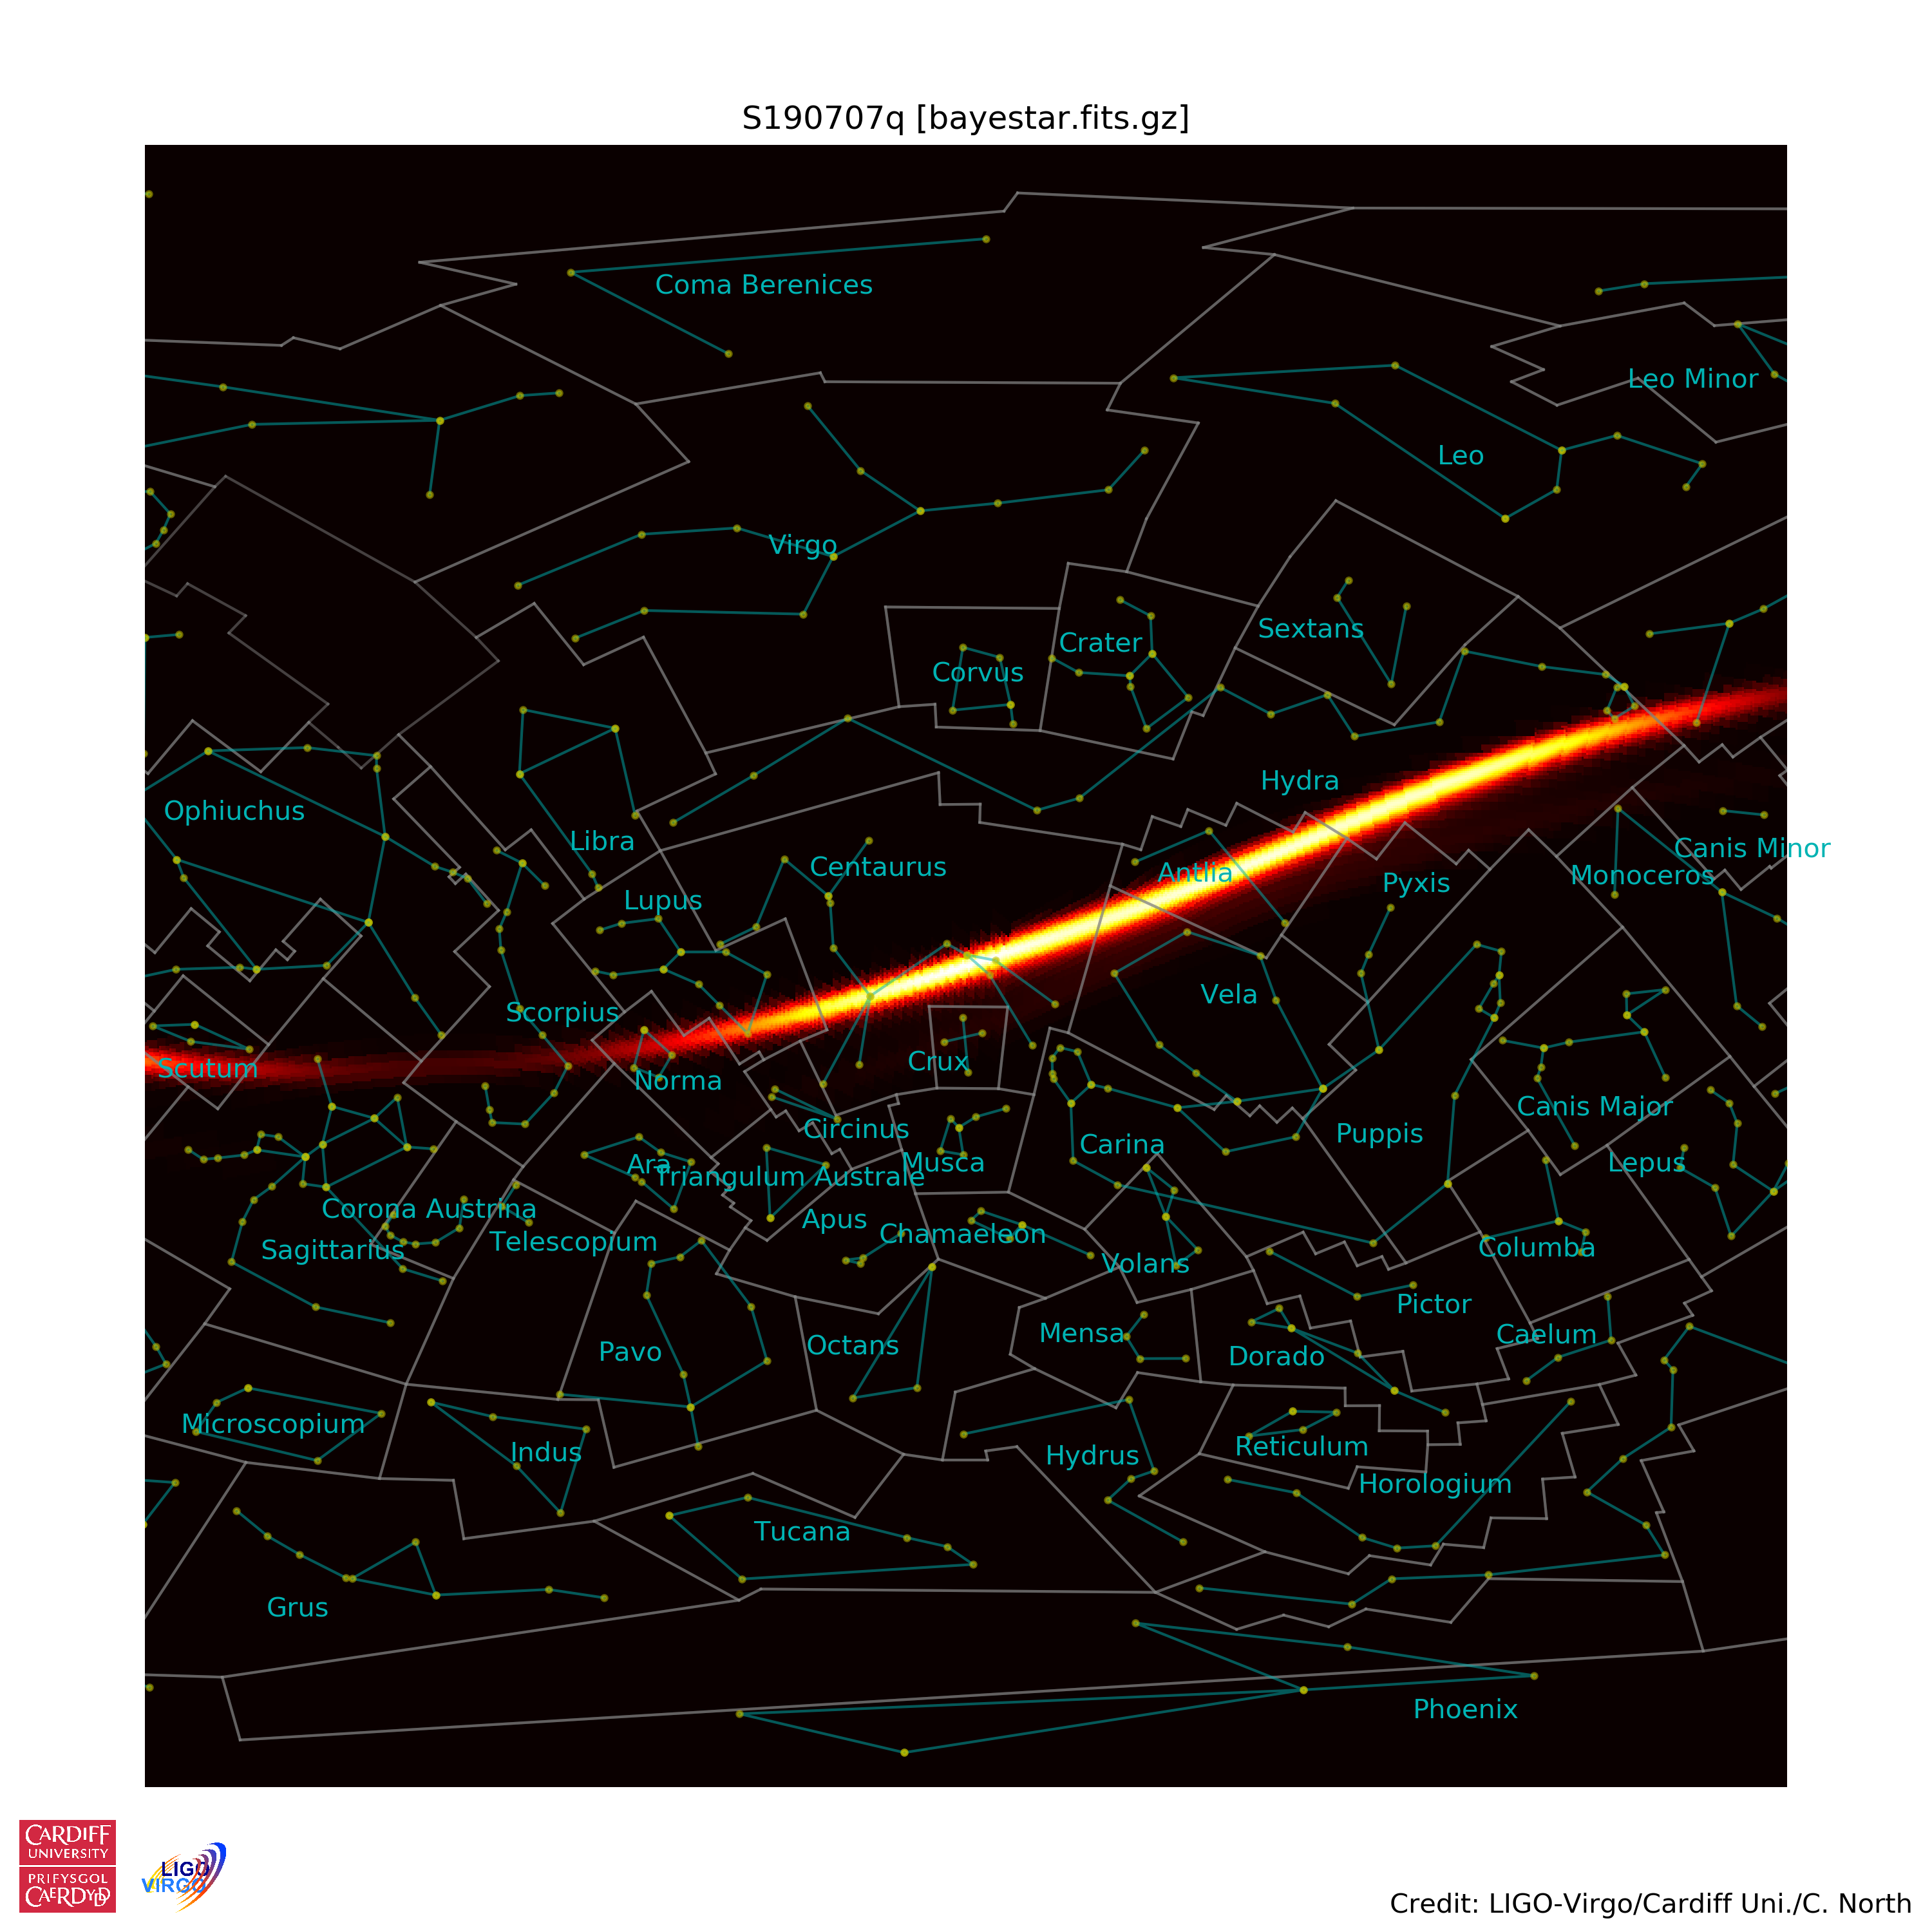 S190707q [bayestar.fits.gz]
Coma Berenices
Leo Minor
Leo
Virgo
Sextans
Crater
Corvus
Hydra
Ophiuchus
Libra
Canis Minor
Centaurus
Antlia
Pyxis
Monoceros
Lupus
Vela
Scorpius
Crux
Scutum
Norma
Canis Major
Circinus
Puppis
Carina
Musca
Lepus
Ara
Triangulum Australe
Corona Austrina
Apus
Chamaeleon
Telescopium
Sagittarius
Columba
Volans
Pictor
Mensa
Caelum
Octans
Pavo
Dorado
Microscopium
Indus
Hydrus
Reticulum
Horologium
Tucana
Grus
Phoenix
CARDIFF
UNIVERSITY
PRIFYSGOL
CAERDYDD
LIGO
VIRGO
Credit: LIGO-Virgo/Cardiff Uni./C. North